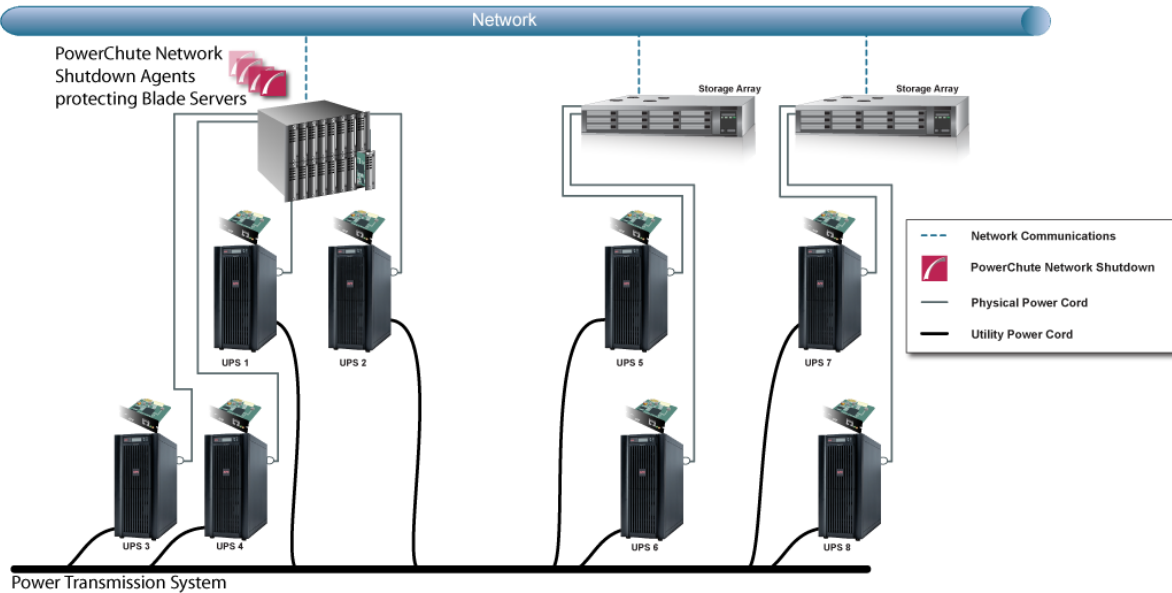 Network
PowerChute Network
Shutdown Agents
protecting Blade Servers
Storage Array
Storage Array
Network Communications
PowerChute Network Shutdown
Physical Power Cord
Utility Power Cord
UPS 1
UPS 2
UPS 5
UPS 7
UPS 3
UPS 4
UPS 6
UPS 8
Power Transmission System